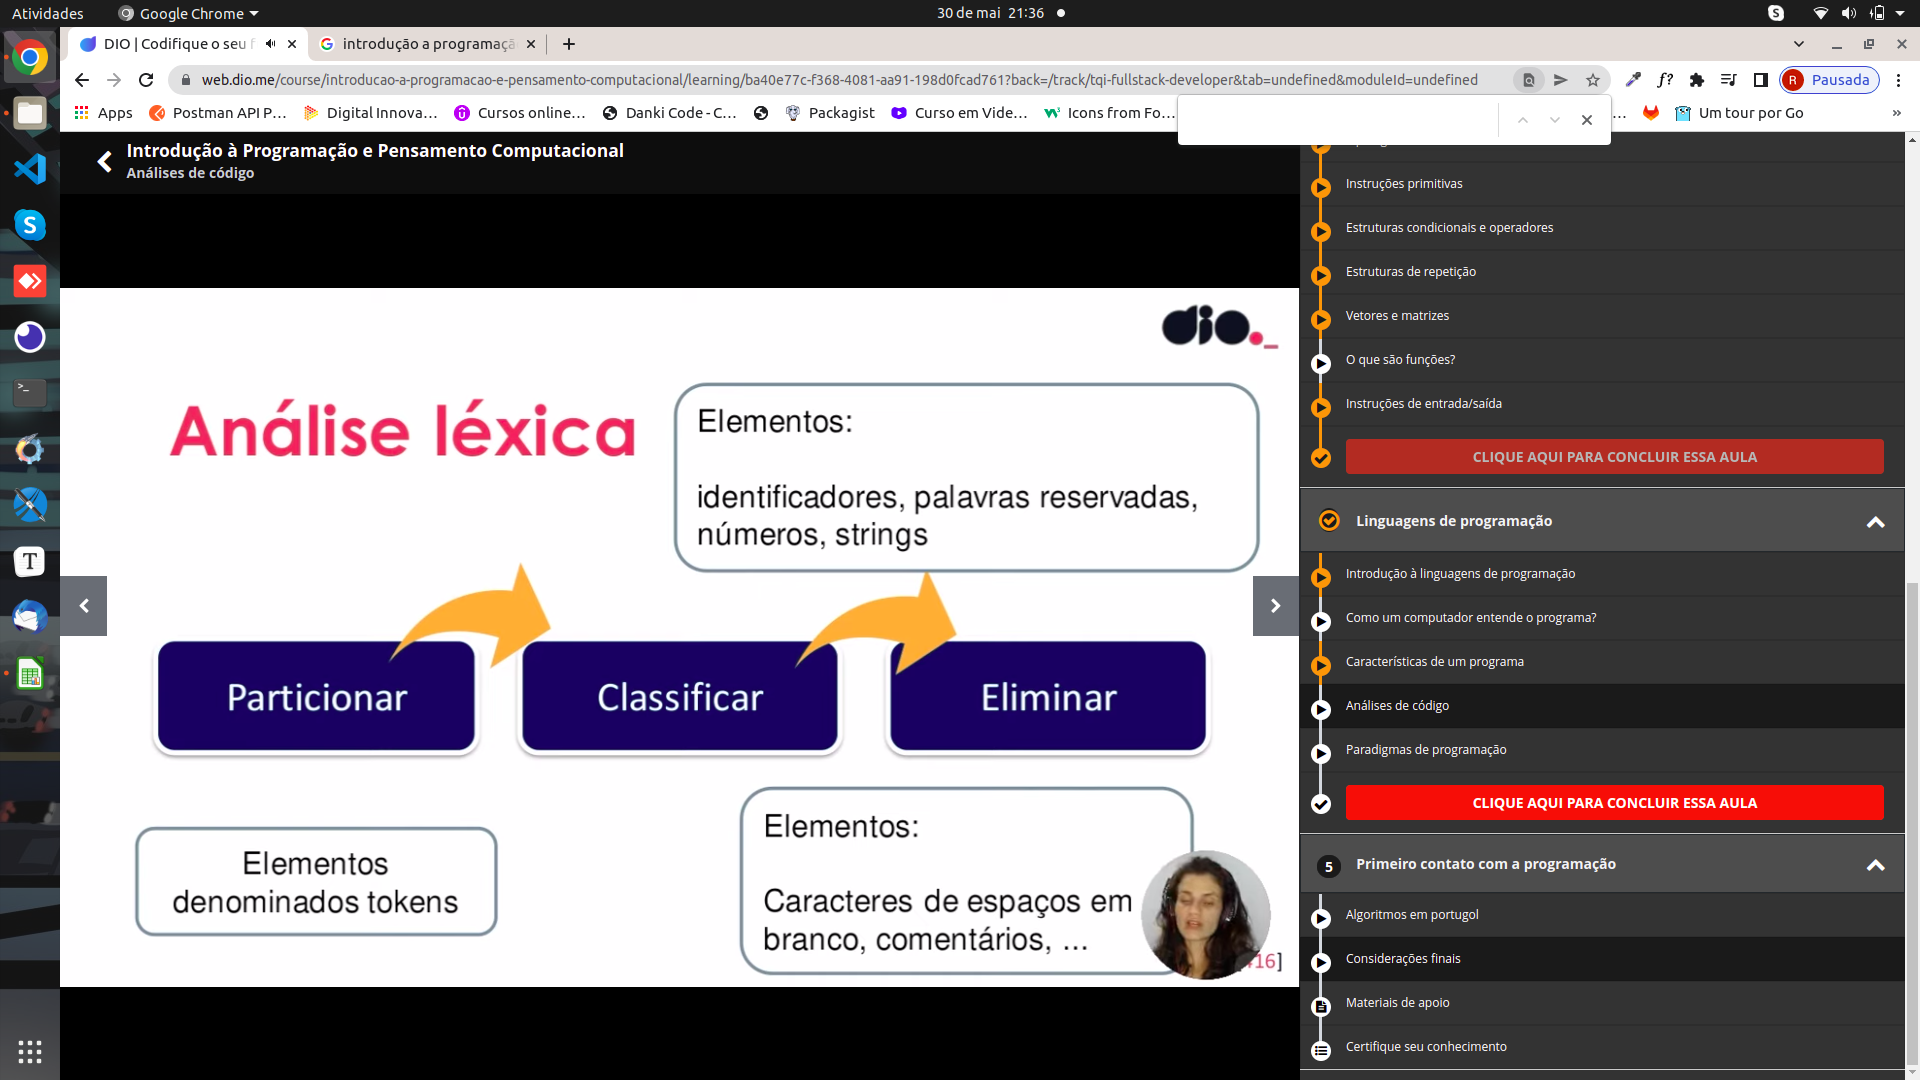 Atividades
Google Chrome
30 de mai 21:36
DIO | Codifique o seu f
introdução a programaçã
web.dio.me/course/introducao-a-programacao-e-pensamento-computacional/learning/ba40e77c-f368-4081-aa91-198d0fcad761?back=/track/tqi-fullstack-developer&tab=undefined&moduleId=undefined
f?
R Pausada
Apps
Postman API P...
Digital Innova...
Cursos online...
Danki Code - C...
Packagist
Curso em Vide...
Icons from Fo...
...
Um tour por Go
»
Introdução à Programação e Pensamento Computacional
Análises de código
dio._
Análise léxica
Elementos:
identificadores, palavras reservadas,
números, strings
Particionar
Classificar
Eliminar
Elementos
denominados tokens
Elementos:
Caracteres de espaços em
branco, comentários, ...
16]
Instruções primitivas
Estruturas condicionais e operadores
Estruturas de repetição
Vetores e matrizes
O que são funções?
Instruções de entrada/saída
CLIQUE AQUI PARA CONCLUIR ESSA AULA
Linguagens de programação
Introdução à linguagens de programação
Como um computador entende o programa?
Características de um programa
Análises de código
Paradigmas de programação
CLIQUE AQUI PARA CONCLUIR ESSA AULA
5 Primeiro contato com a programação
Algoritmos em portugol
Considerações finais
Materiais de apoio
Certifique seu conhecimento